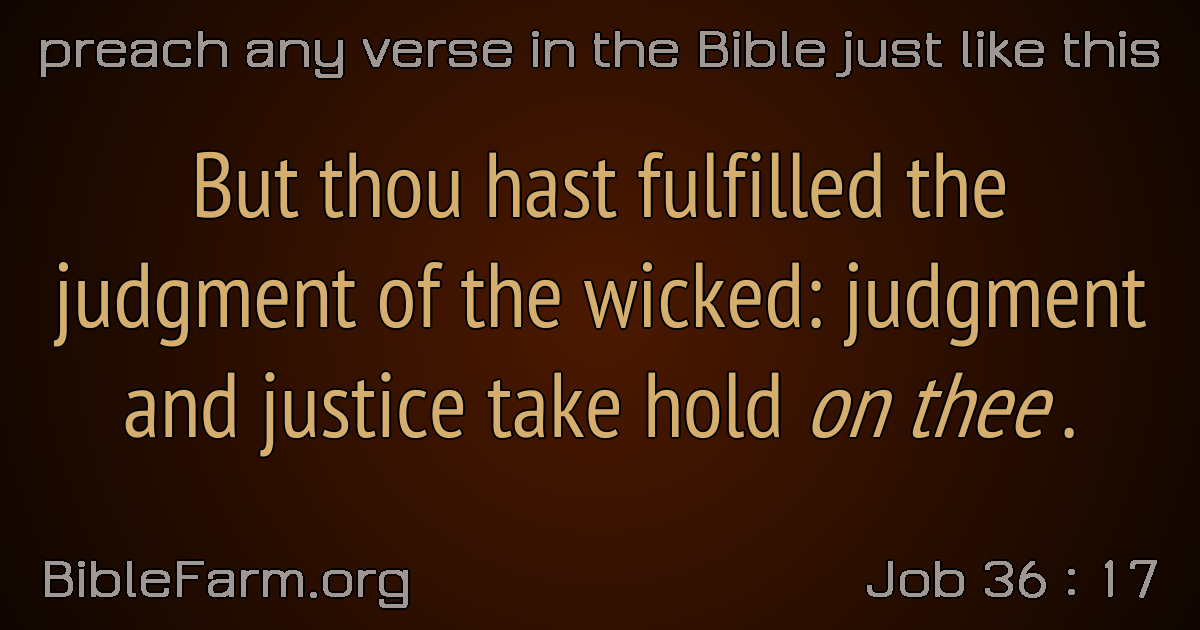 preach any verse in the Bible just like this
But thou hast fulfilled the
judgment of the wicked: judgment
and justice take hold on thee .
BibleFarm.org
Job 36 : 17